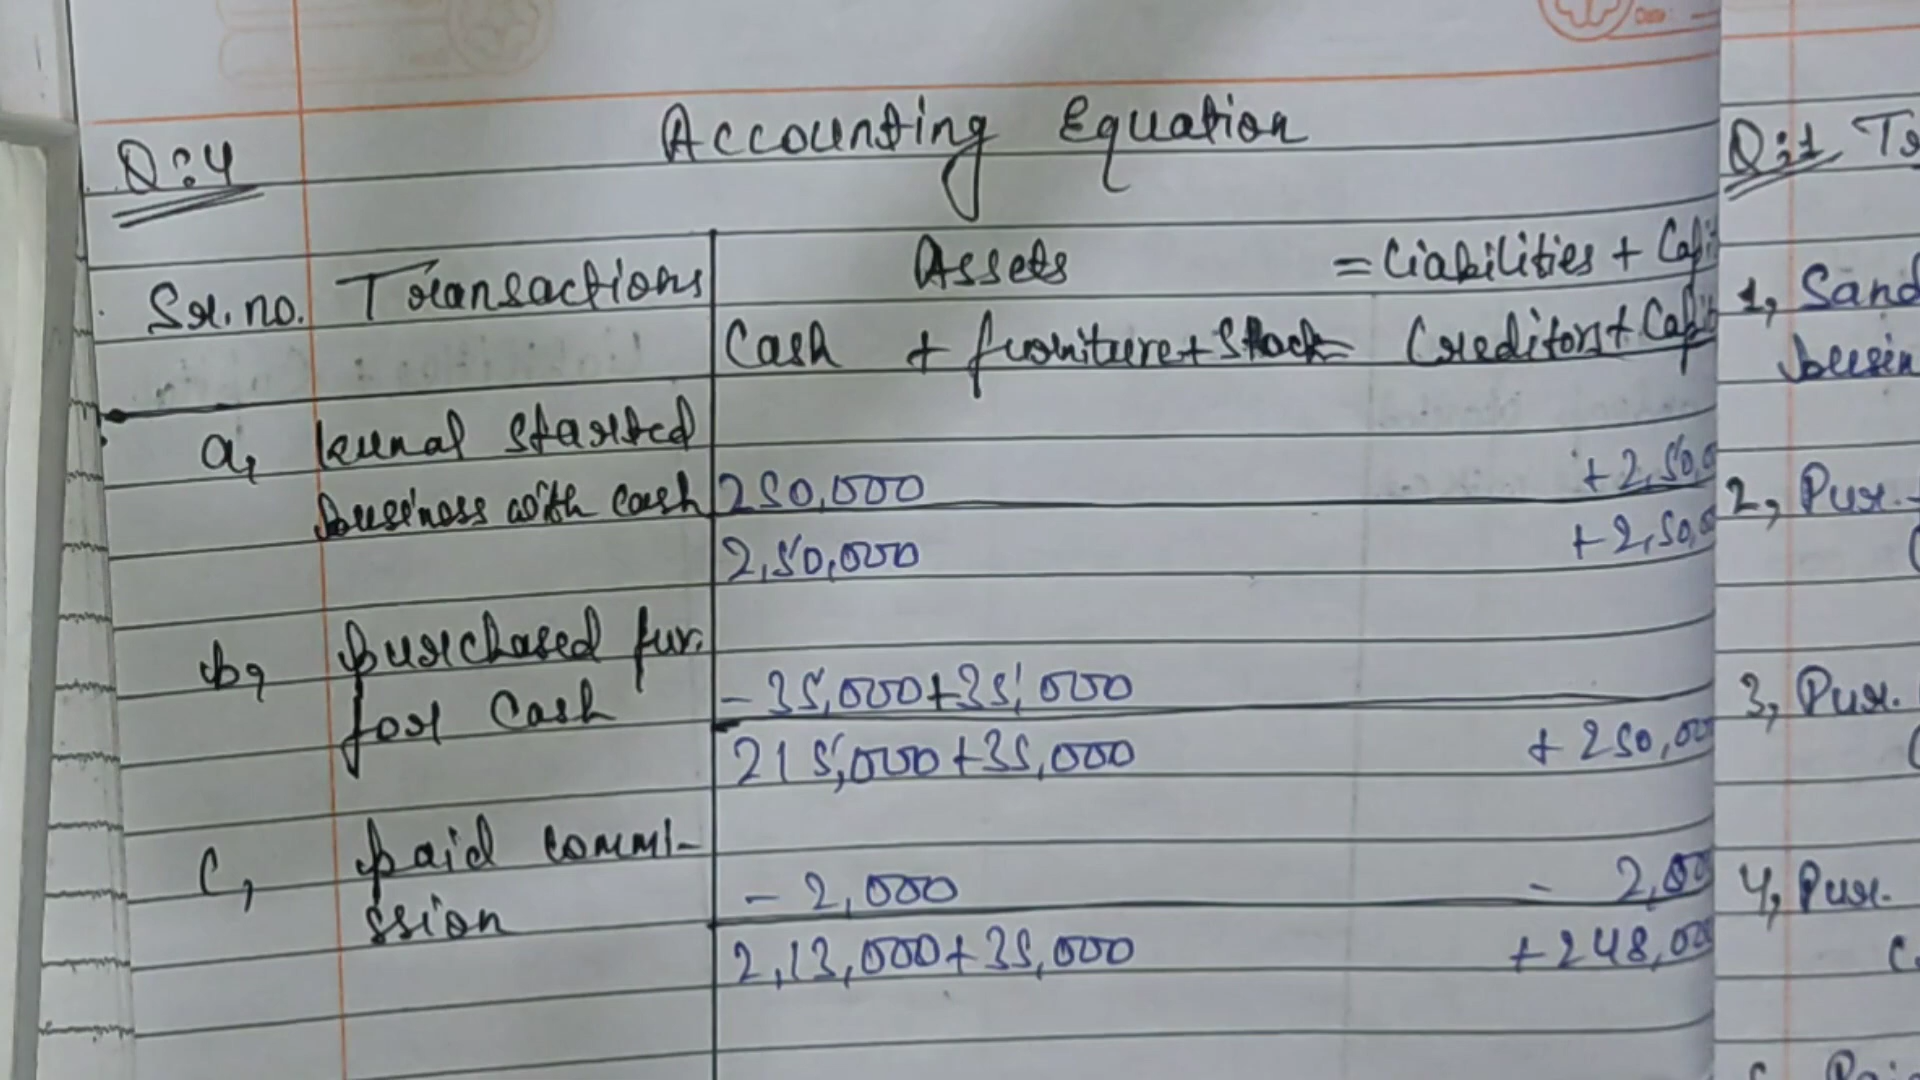 Date:
Q:4 Accounting Equation
Sr.no. Transactions Assets = Liabilities + Capi
Cash + furniture + Stock = Creditors + Capi
a, kunal started
business with cash 250,000 + 2,50,0
2,50,000 + 2,50,0
b, purchased fur.
for Cash - 35,000 + 35,000
215,000 + 35,000 + 250,00
C, paid commi-
ssion - 2,000 - 2,00
2,13,000 + 35,000 + 248,00
Q:1
1, Sand
busin
2, Pur.
3, Pur.
4, Pur.